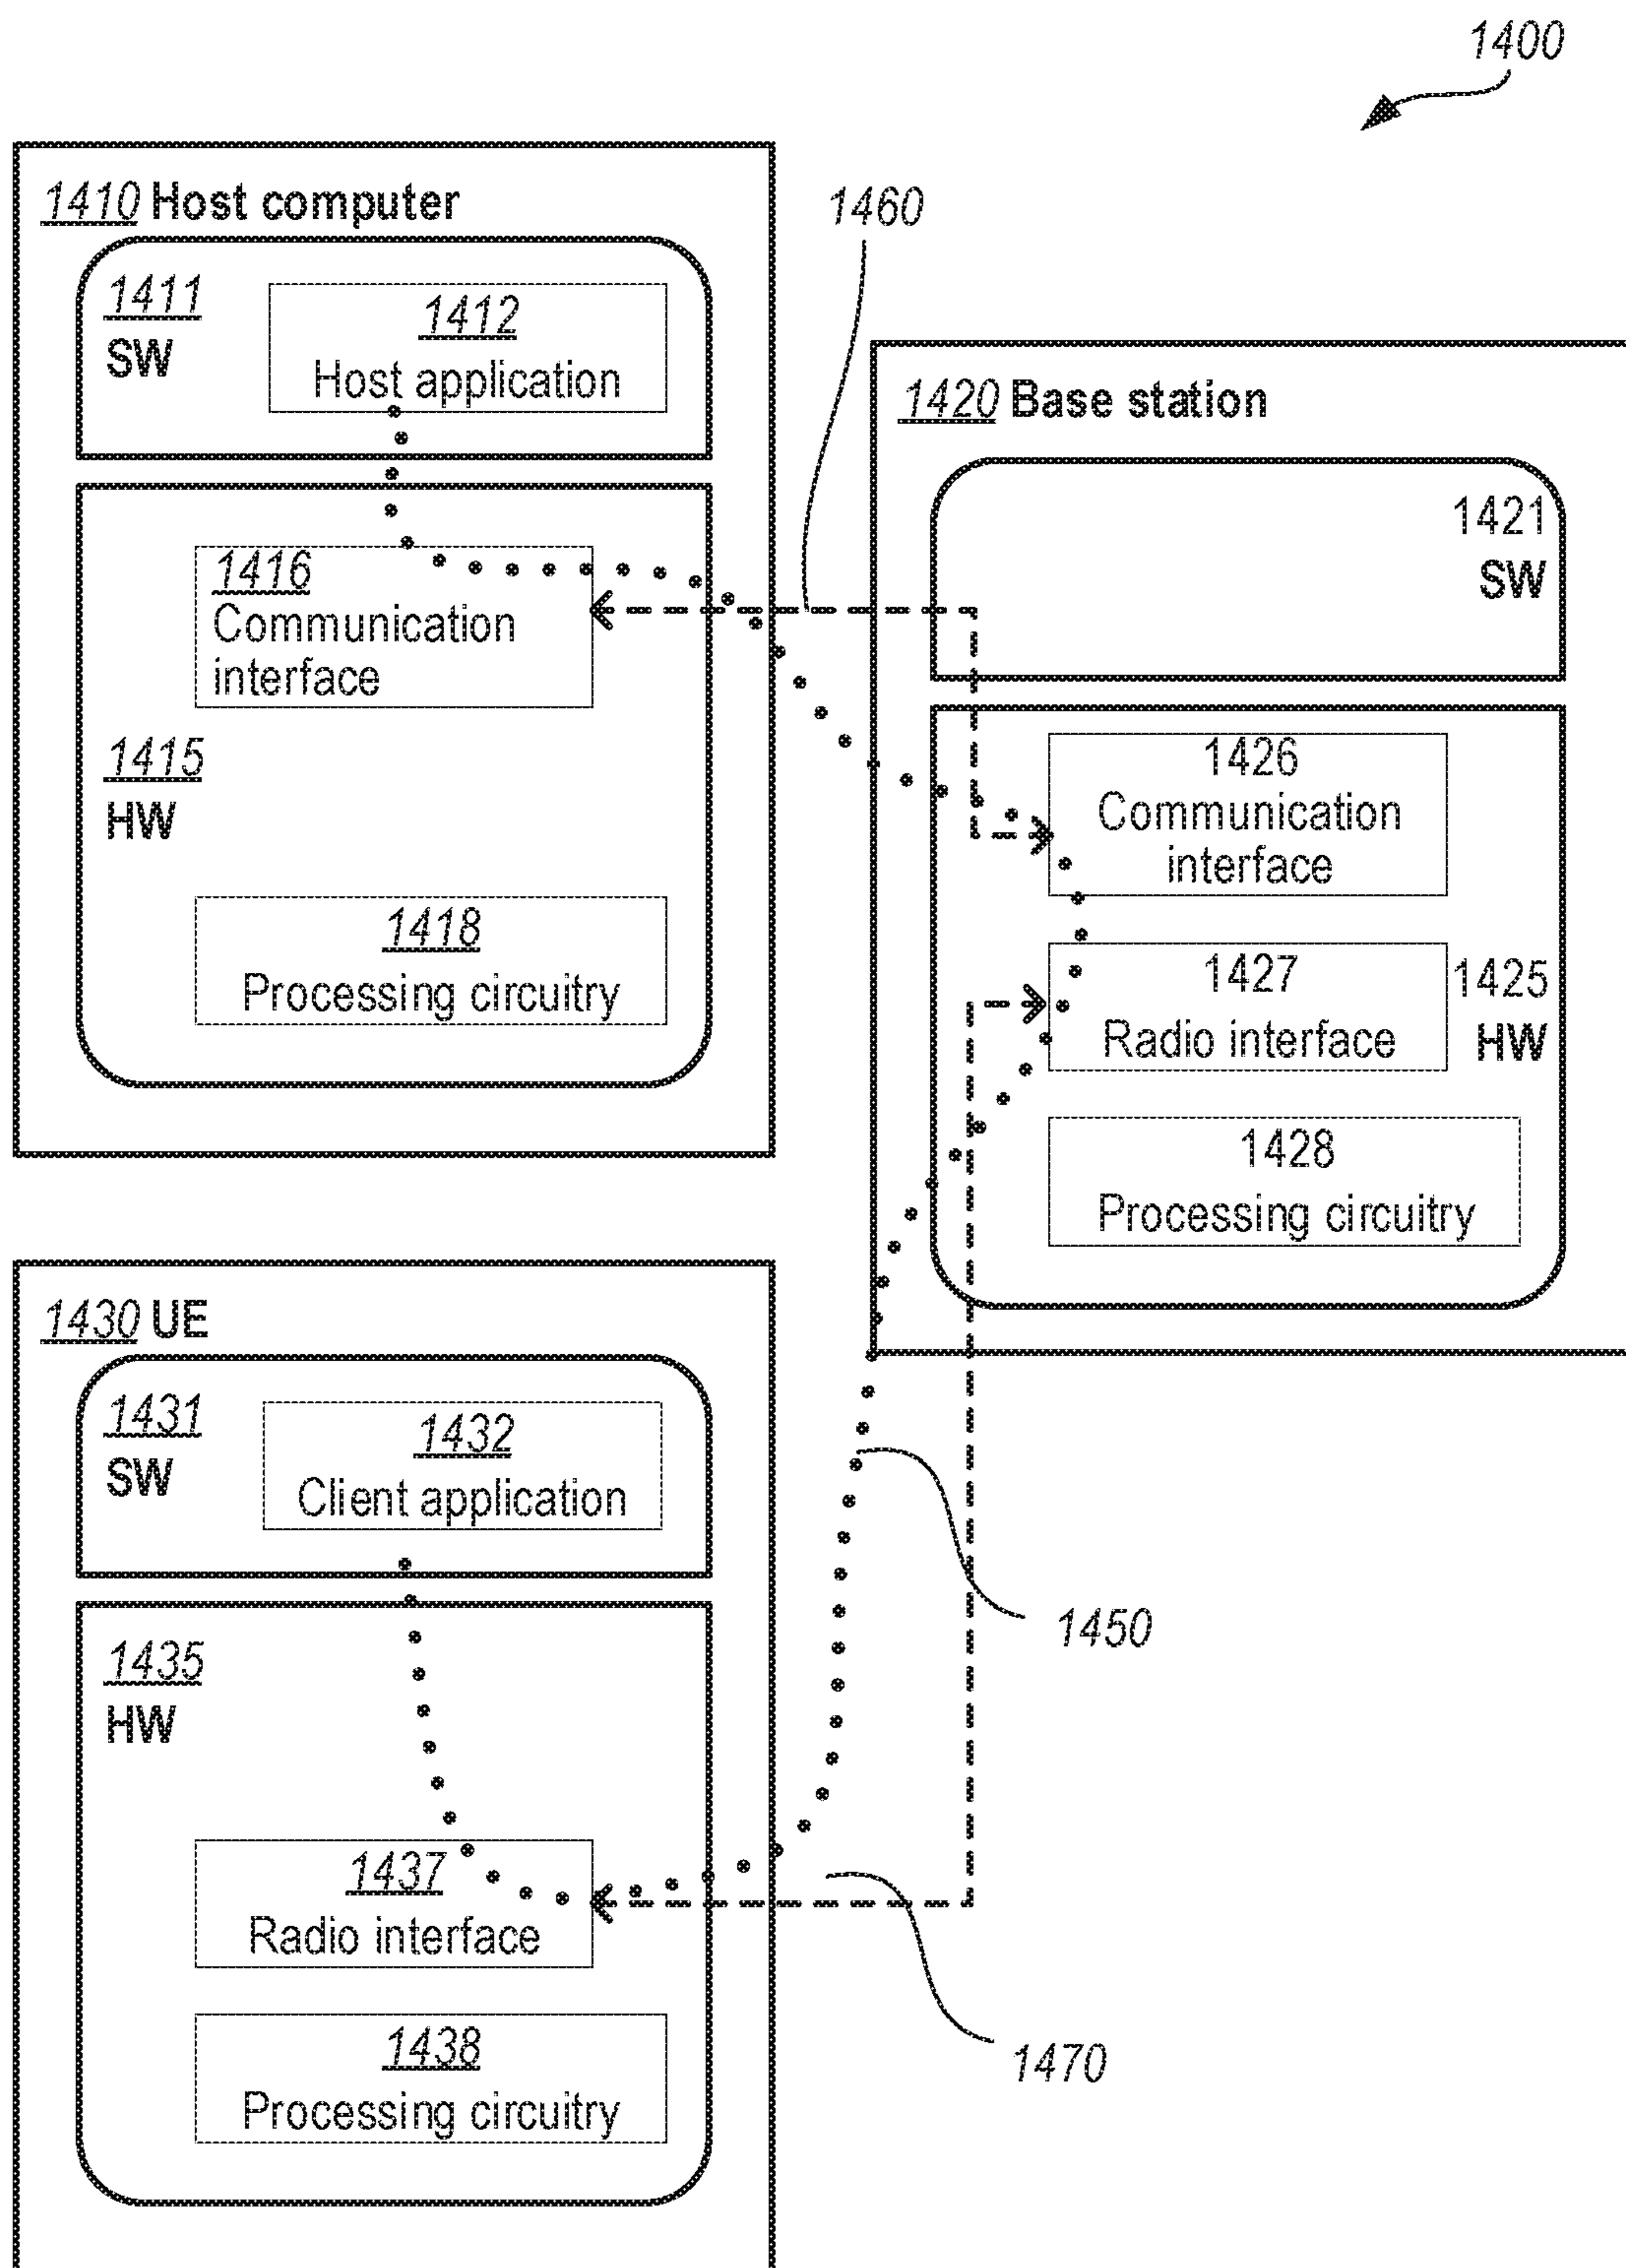 1400
1410 Host computer
1411
SW
1412
Host application
1460
1416
Communication
interface
1415
HW
1418
Processing circuitry
1420 Base station
1421
SW
1426
Communication
interface
1427
Radio interface
1425
HW
1428
Processing circuitry
1430 UE
1431
SW
1432
Client application
1435
HW
1437
Radio interface
1438
Processing circuitry
1450
1470